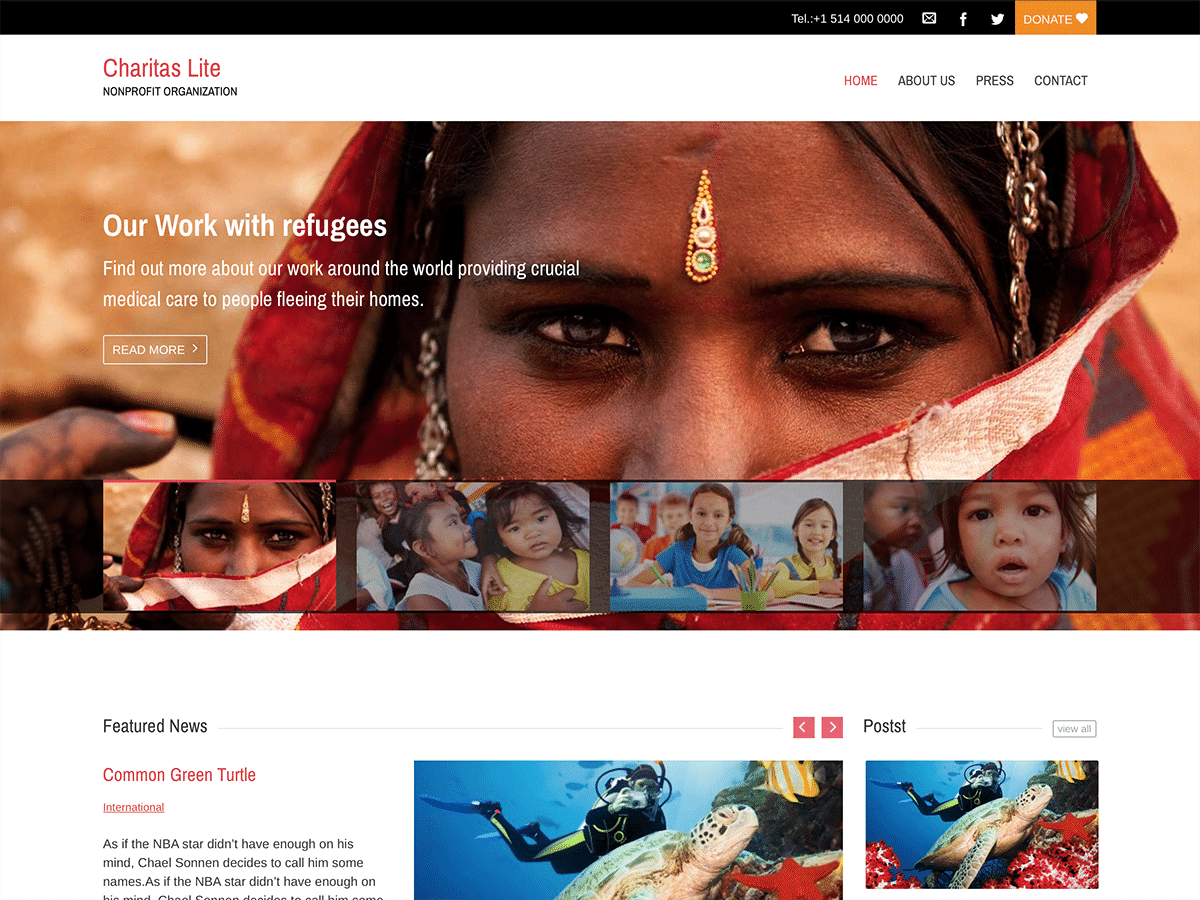 Tel.:+1 514 000 0000
DONATE
Charitas Lite
NONPROFIT ORGANIZATION
HOME ABOUT US PRESS CONTACT
Our Work with refugees
Find out more about our work around the world providing crucial
medical care to people fleeing their homes.
READ MORE
Featured News
Postst
view all
Common Green Turtle
International
As if the NBA star didn’t have enough on his
mind, Chael Sonnen decides to call him some
names.As if the NBA star didn’t have enough on
his mind, Chael Sonnen decides to call him some